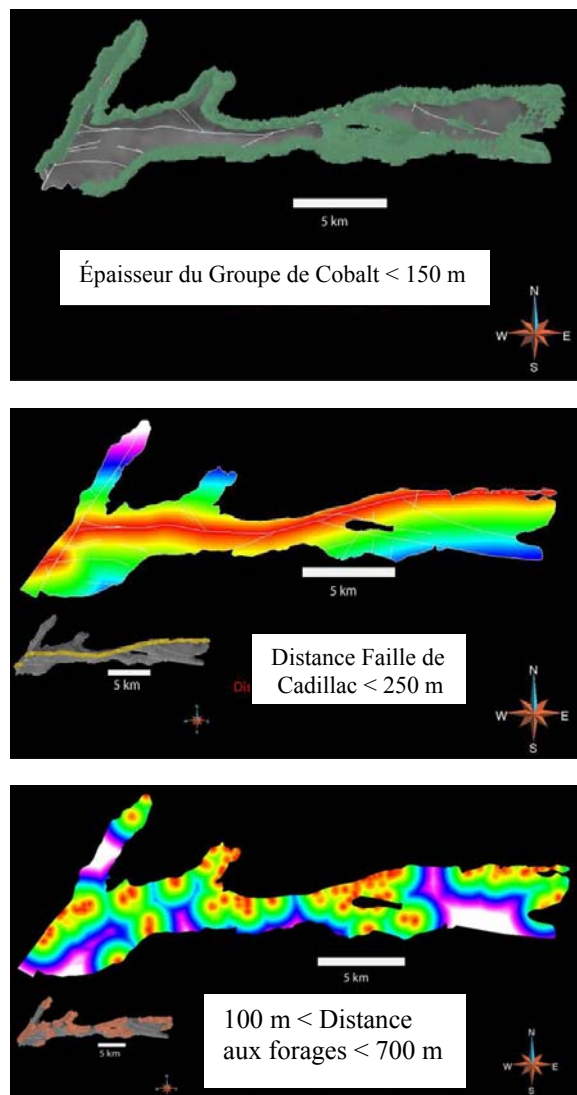 5 km
Épaisseur du Groupe de Cobalt < 150 m
N
W E
S
5 km
5 km
Dis
Distance Faille de
Cadillac < 250 m
N
W E
S
5 km
5 km
100 m < Distance
aux forages < 700 m
N
W E
S